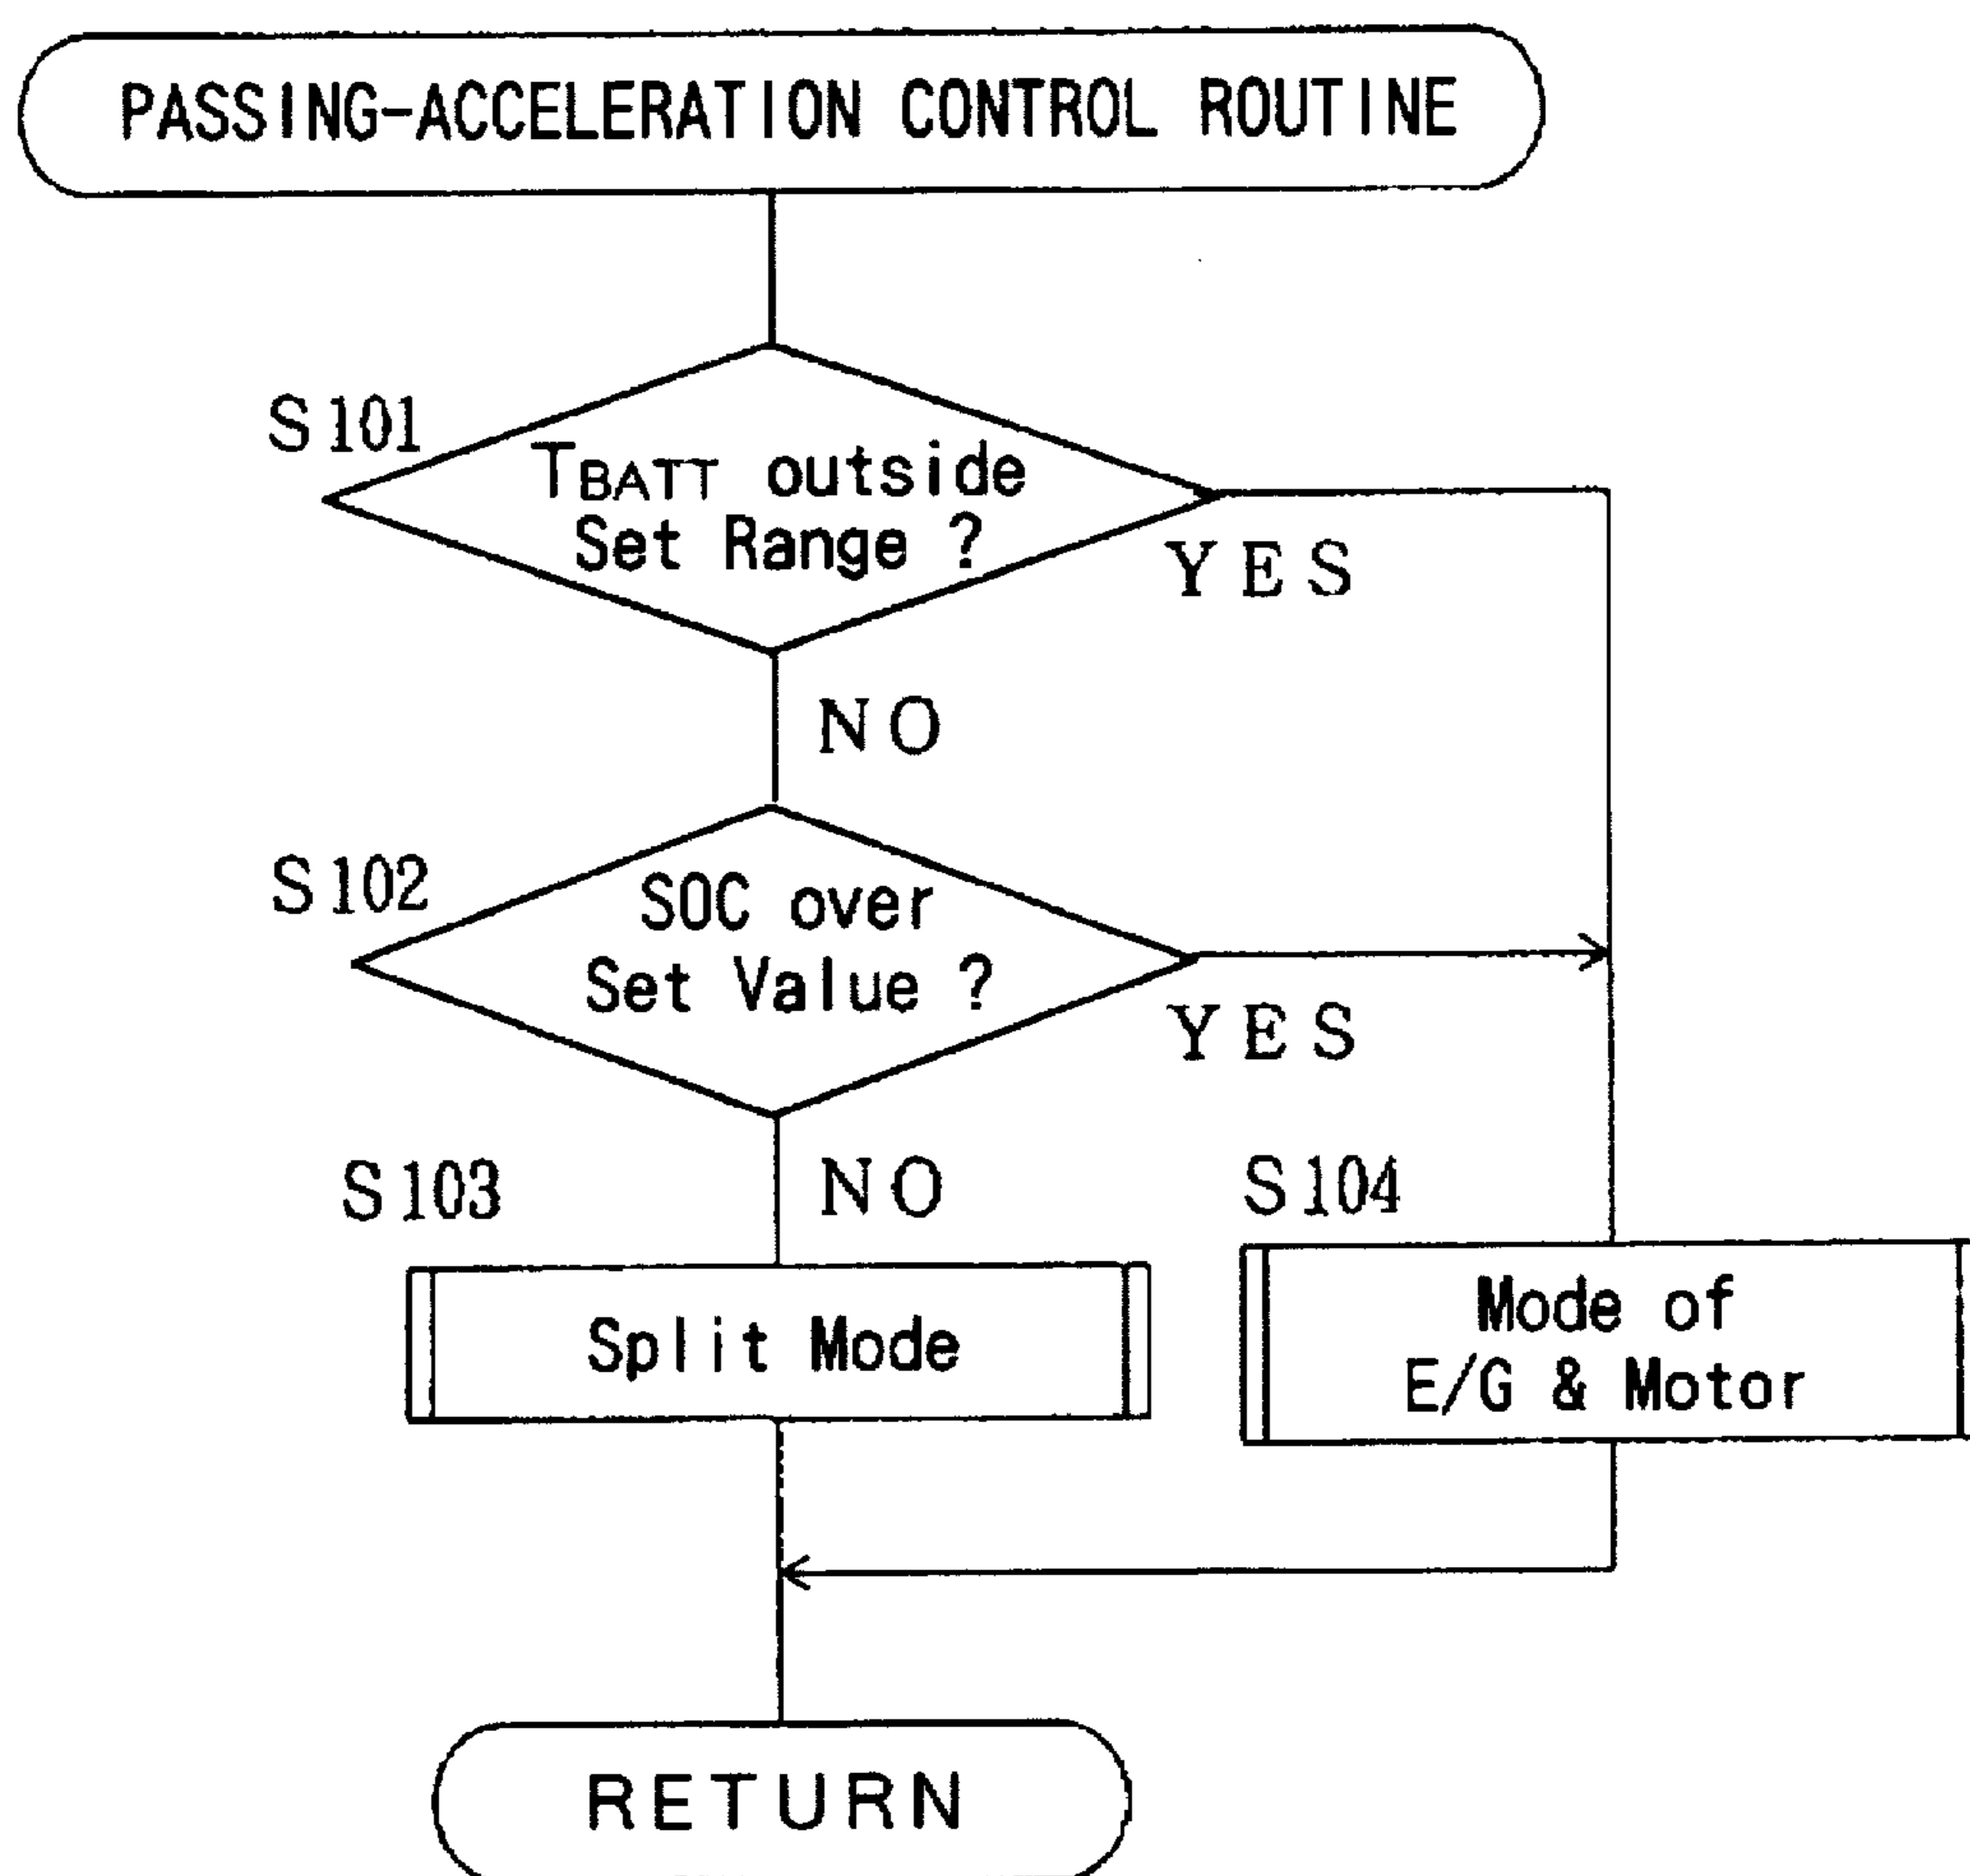 PASSING-ACCELERATION CONTROL ROUTINE
S101
TBATT outside
Set Range ?
YES
NO
S102
SOC over
Set Value ?
YES
S103
NO
S104
Split Mode
Mode of
E/G & Motor
RETURN